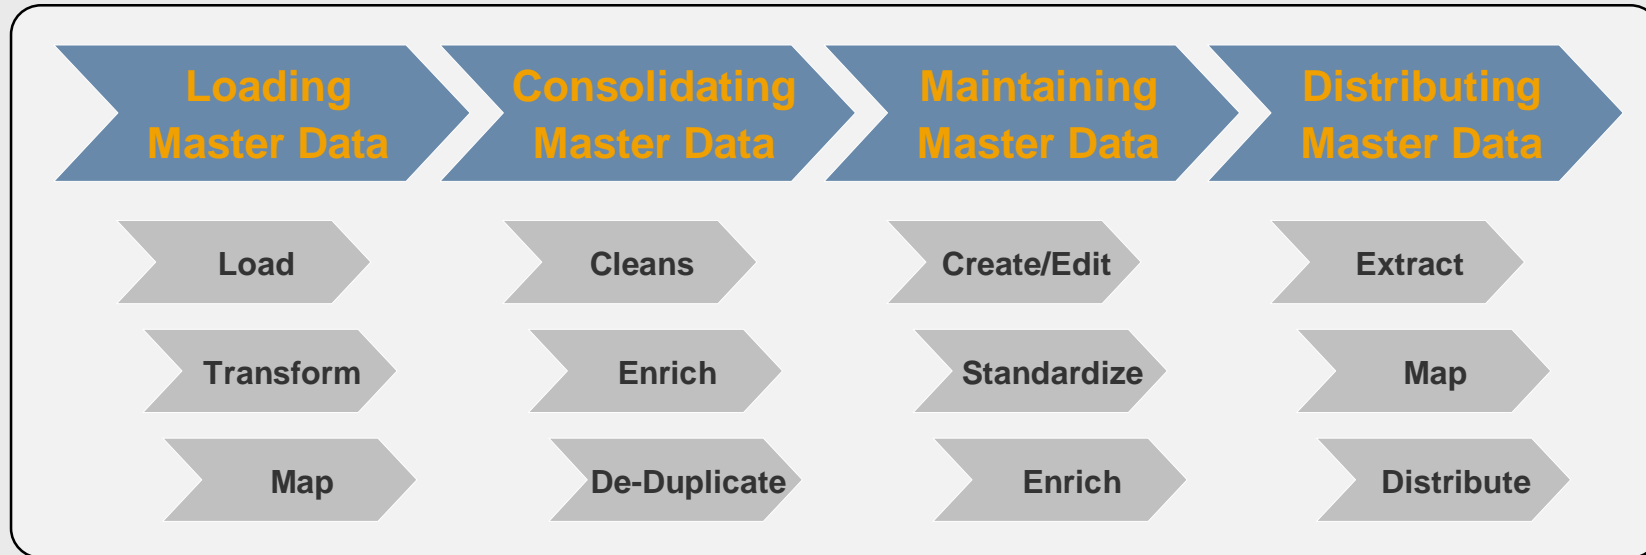 Loading
Master Data
Consolidating
Master Data
Maintaining
Master Data
Distributing
Master Data
Load
Cleans
Create/Edit
Extract
Transform
Enrich
Standardize
Map
Map
De-Duplicate
Enrich
Distribute